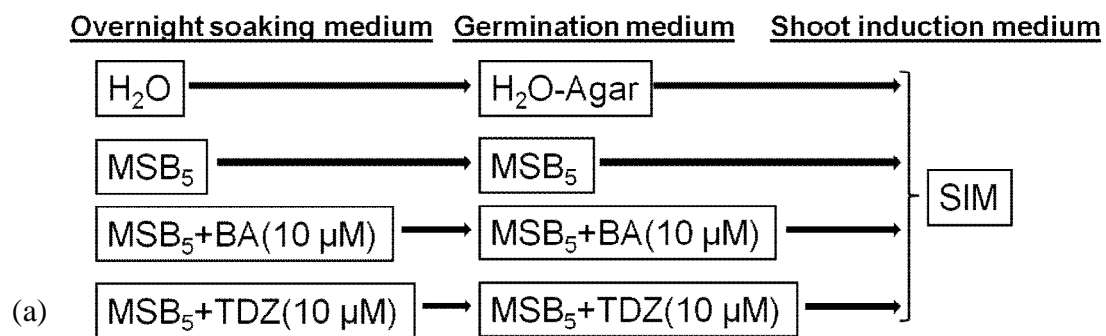 Overnight soaking medium Germination medium Shoot induction medium
H₂O H₂O-Agar
MSB₅ MSB₅
SIM
MSB₅+BA(10 µM) MSB₅+BA(10 µM)
(a) MSB₅+TDZ(10 µM) MSB₅+TDZ(10 µM)